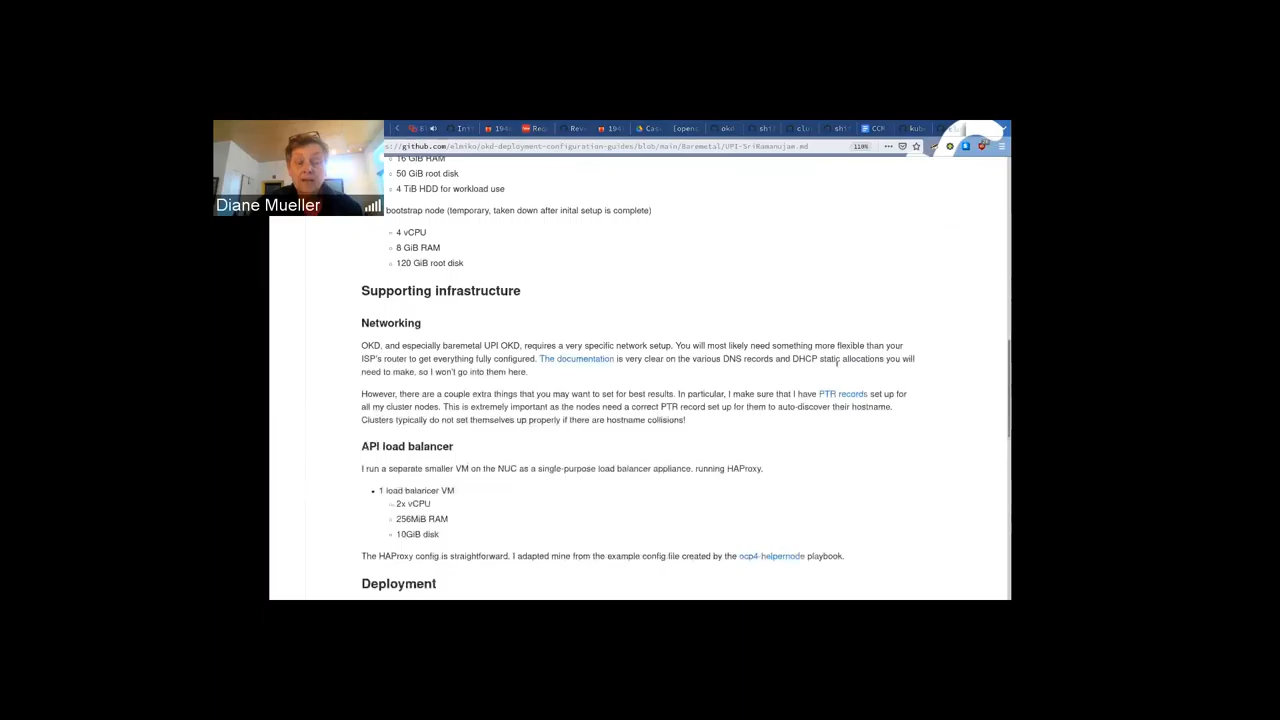 Diane Mueller
s://github.com/elmiko/okd-deployment-configuration-guides/blob/main/Baremetal/UPI-SriRamanujam.md
110%
16 GiB RAM
50 GiB root disk
4 TiB HDD for workload use
bootstrap node (temporary, taken down after inital setup is complete)
4 vCPU
8 GiB RAM
120 GiB root disk
Supporting infrastructure
Networking
OKD, and especially baremetal UPI OKD, requires a very specific network setup. You will most likely need something more flexible than your
ISP's router to get everything fully configured. The documentation is very clear on the various DNS records and DHCP static allocations you will
need to make, so I won't go into them here.
However, there are a couple extra things that you may want to set for best results. In particular, I make sure that I have PTR records set up for
all my cluster nodes. This is extremely important as the nodes need a correct PTR record set up for them to auto-discover their hostname.
Clusters typically do not set themselves up properly if there are hostname collisions!
API load balancer
I run a separate smaller VM on the NUC as a single-purpose load balancer appliance. running HAProxy.
1 load balancer VM
2x vCPU
256MiB RAM
10GiB disk
The HAProxy config is straightforward. I adapted mine from the example config file created by the ocp4-helpernode playbook.
Deployment